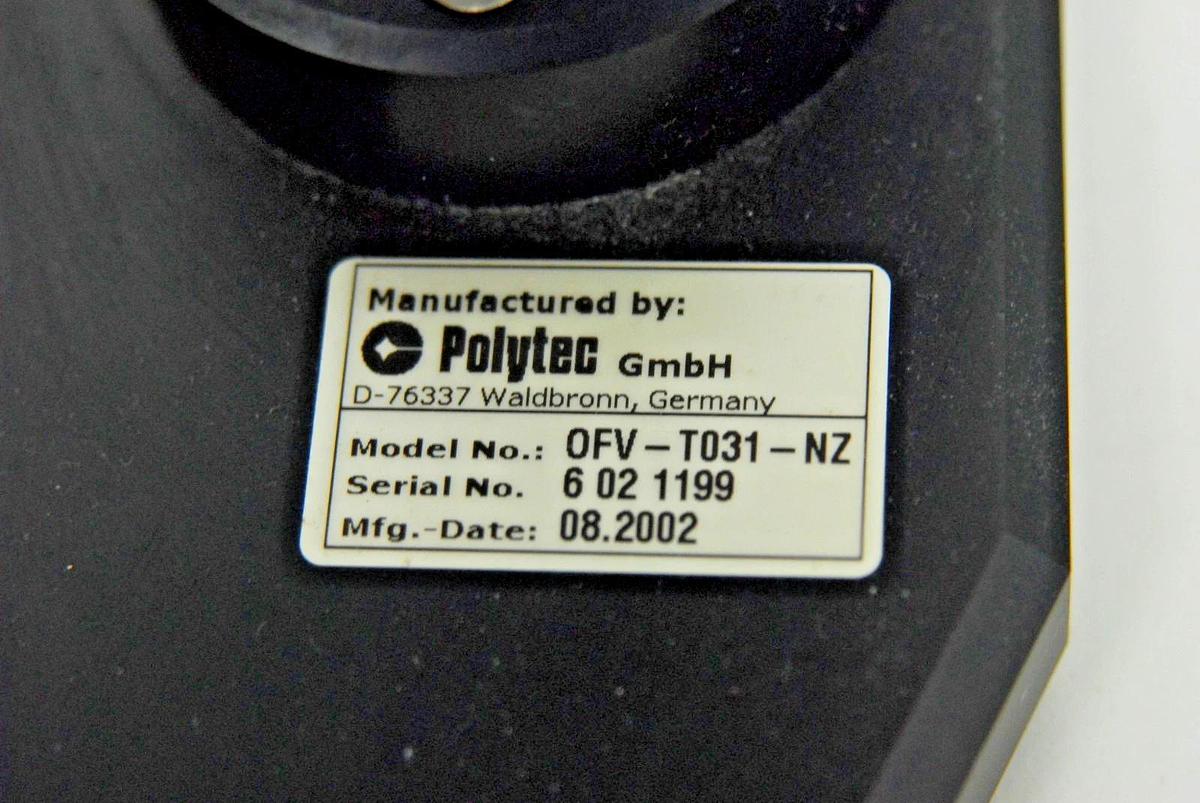 Manufactured by:
Polytec GmbH
D-76337 Waldbronn, Germany
Model No.: OFV-T031-NZ
Serial No. 6 02 1199
Mfg.-Date: 08.2002